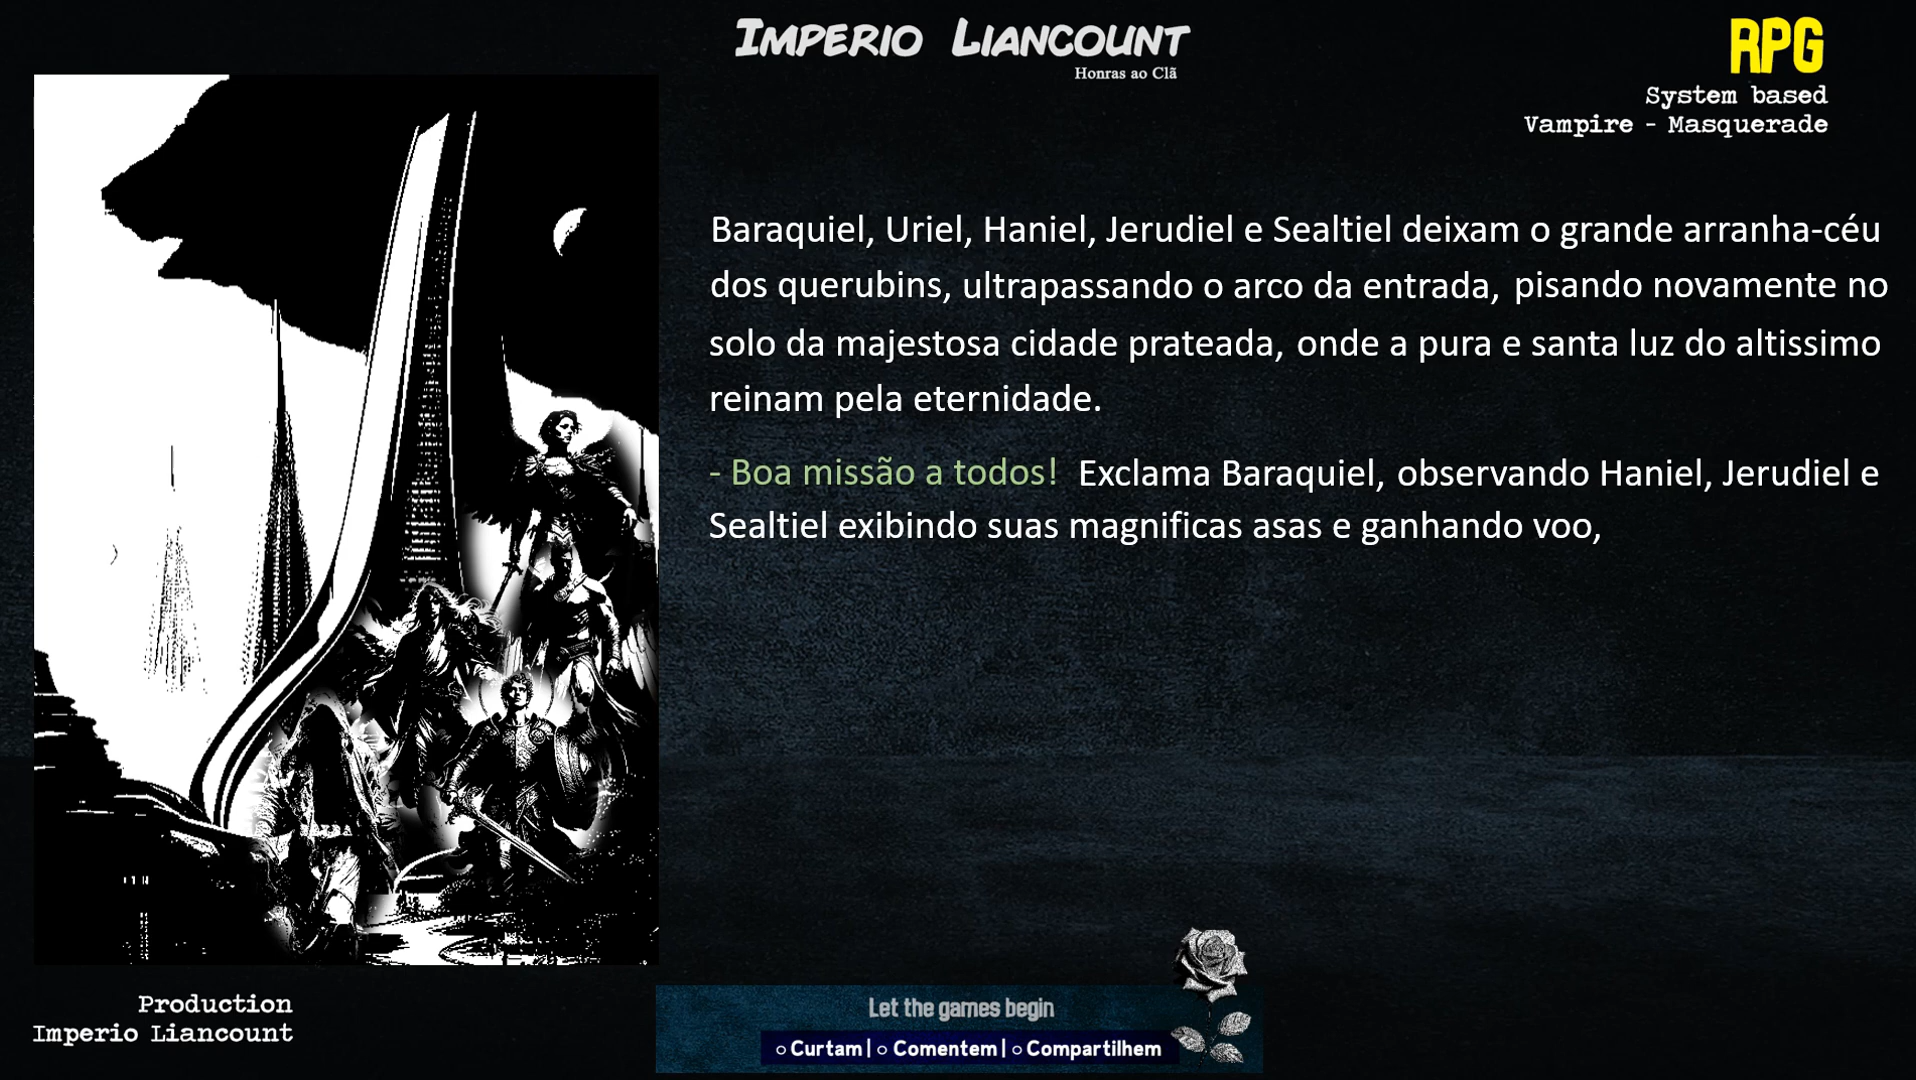 Imperio Liancount
Honras ao Clã
RPG
System based
Vampire - Masquerade
Baraquiel, Uriel, Haniel, Jerudiel e Sealtiel deixam o grande arranha-céu
dos querubins, ultrapassando o arco da entrada, pisando novamente no
solo da majestosa cidade prateada, onde a pura e santa luz do altissimo
reinam pela eternidade.
- Boa missão a todos! Exclama Baraquiel, observando Haniel, Jerudiel e
Sealtiel exibindo suas magnificas asas e ganhando voo,
Production
Imperio Liancount
Let the games begin
○ Curtam | ○ Comentem | ○ Compartilhem